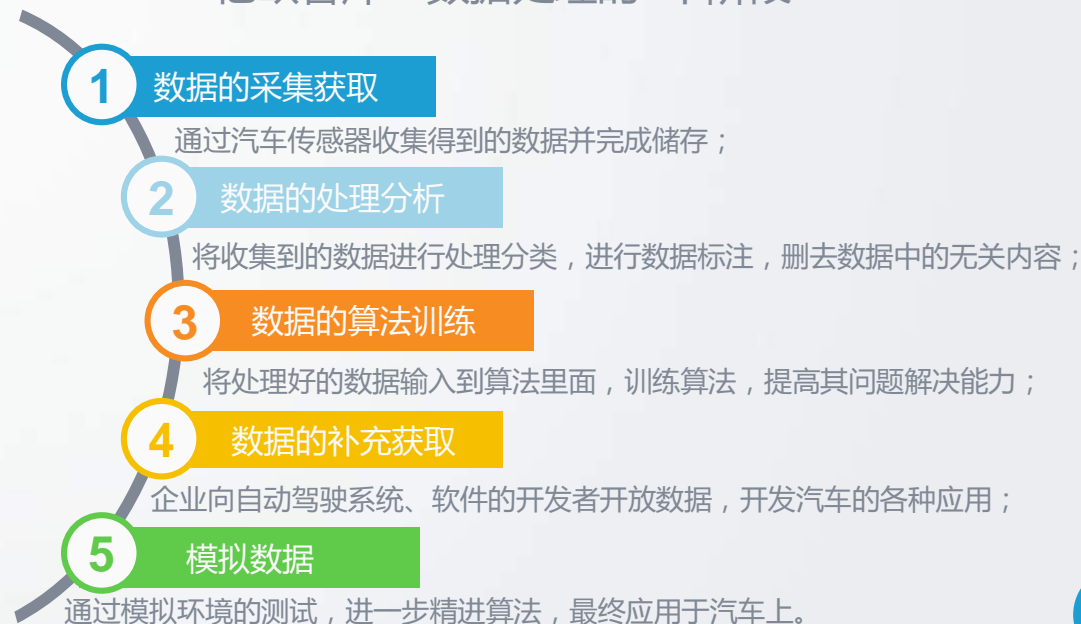 1
数据的采集获取
通过汽车传感器收集得到的数据并完成储存；
2
数据的处理分析
将收集到的数据进行处理分类，进行数据标注，删去数据中的无关内容；
3
数据的算法训练
将处理好的数据输入到算法里面，训练算法，提高其问题解决能力；
4
数据的补充获取
企业向自动驾驶系统、软件的开发者开放数据，开发汽车的各种应用；
5
模拟数据
通过模拟环境的测试，进一步精进算法，最终应用于汽车上。